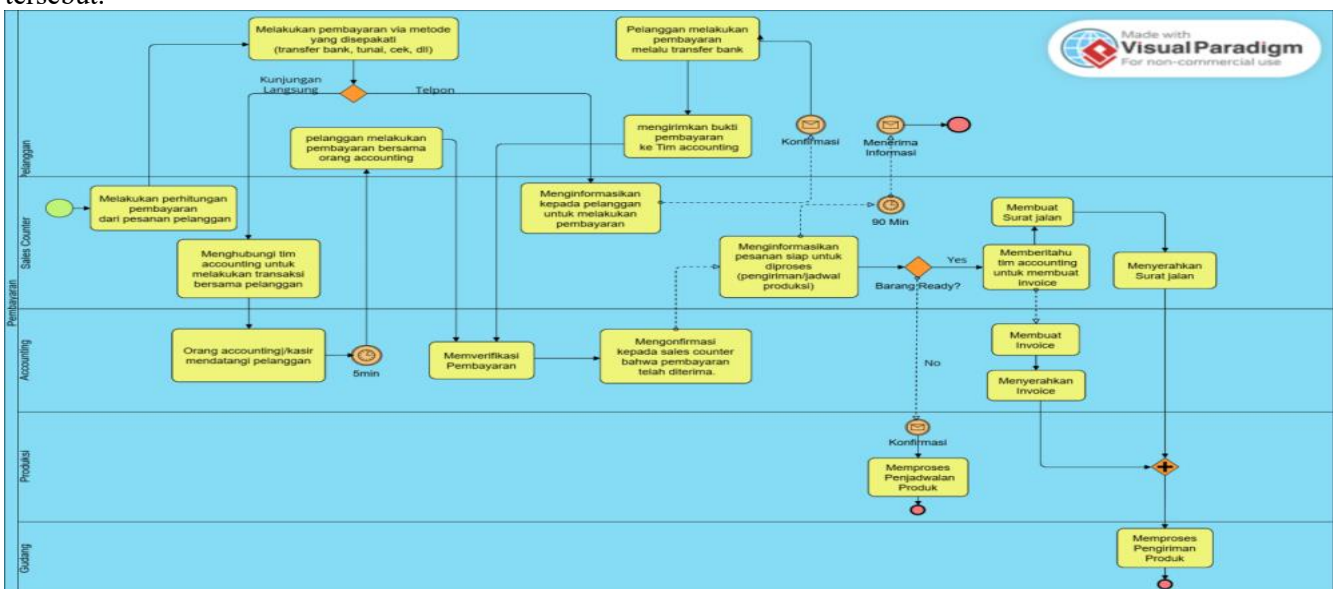 tersebut.
Melakukan pembayaran via metode
yang disepakati
(transfer bank, tunai, cek, dll)
Pelanggan melakukan
pembayaran
melalu transfer bank
Made with
Visual Paradigm
For non-commercial use
Kunjungan
Langsung
Telpon
pelanggan melakukan
pembayaran bersama
orang accounting
mengirimkan bukti
pembayaran
ke Tim accounting
Konfirmasi
Menerima
Informasi
Pelanggan
Melakukan perhitungan
pembayaran
dari pesanan pelanggan
Menginformasikan
kepada pelanggan
untuk melakukan
pembayaran
90 Min
Membuat
Surat jalan
Menghubungi tim
accounting untuk
melakukan transaksi
bersama pelanggan
Menginformasikan
pesanan siap untuk
diproses
(pengiriman/jadwal
produksi)
Yes
Barang Ready?
Memberitahu
tim accounting
untuk membuat
invoice
Menyerahkan
Surat jalan
Sales Counter
Pembayaran
Orang accounting|/kasir
mendatangi pelanggan
5min
Memverifikasi
Pembayaran
Mengonfirmasi
kepada sales counter
bahwa pembayaran
telah diterima.
Membuat
Invoice
No
Menyerahkan
Invoice
Accounting
Konfirmasi
Memproses
Penjadwalan
Produk
Produksi
Memproses
Pengiriman
Produk
Gudang